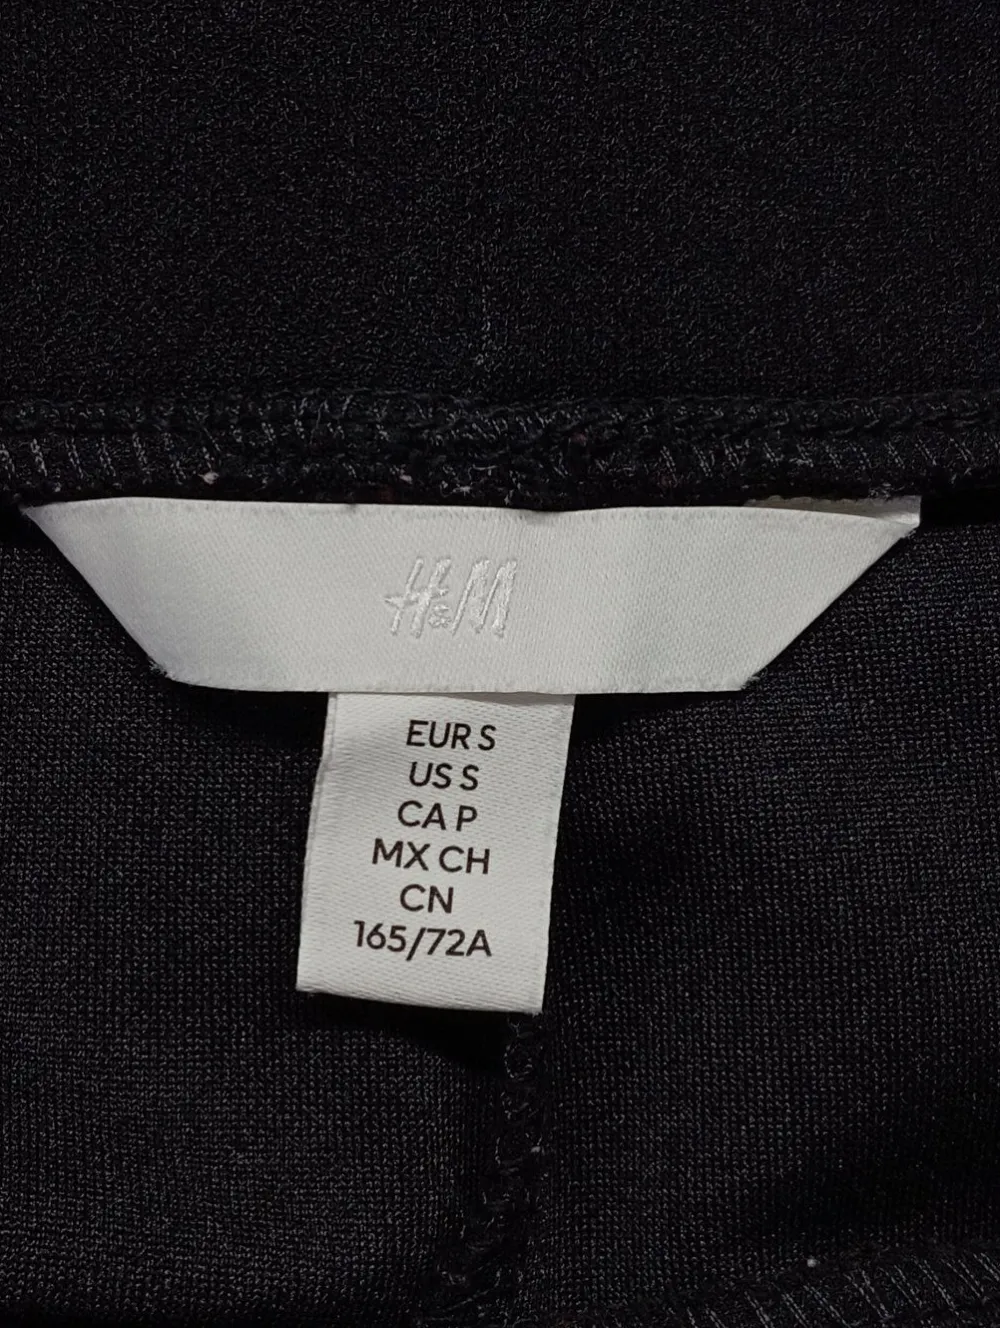 H&M
EUR S
US S
CA P
MX CH
CN
165/72A